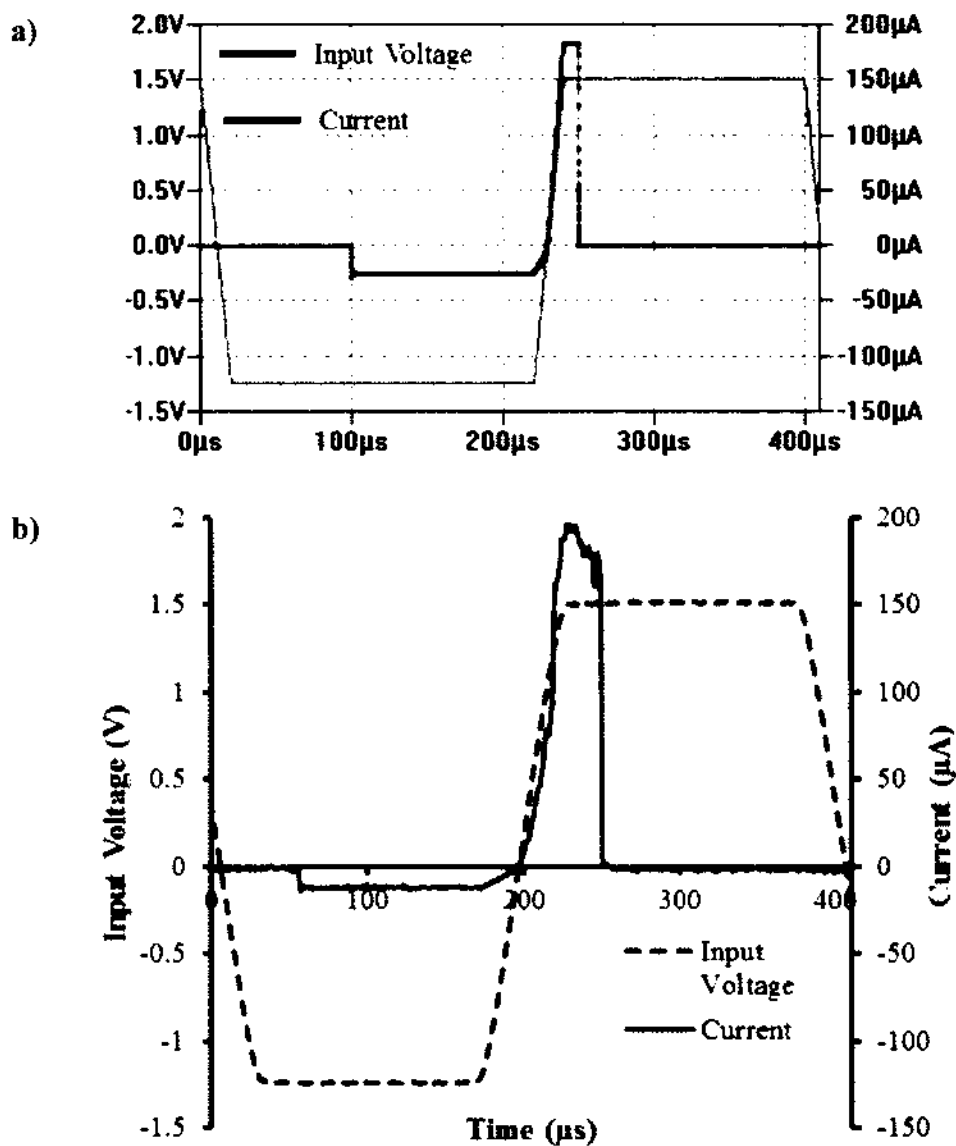 a)
2.0V
1.5V
1.0V
0.5V
0.0V
-0.5V
-1.0V
-1.5V
Input Voltage
Current
200µA
150µA
100µA
50µA
0µA
-50µA
-100µA
-150µA
0µs 100µs 200µs 300µs 400µs
b)
Input Voltage (V)
2
1.5
1
0.5
0
-0.5
-1
-1.5
0 100 200 300 400
Input
Voltage
Current
Time (µs)
200
150
100
50
0
-50
-100
-150
Current (µA)